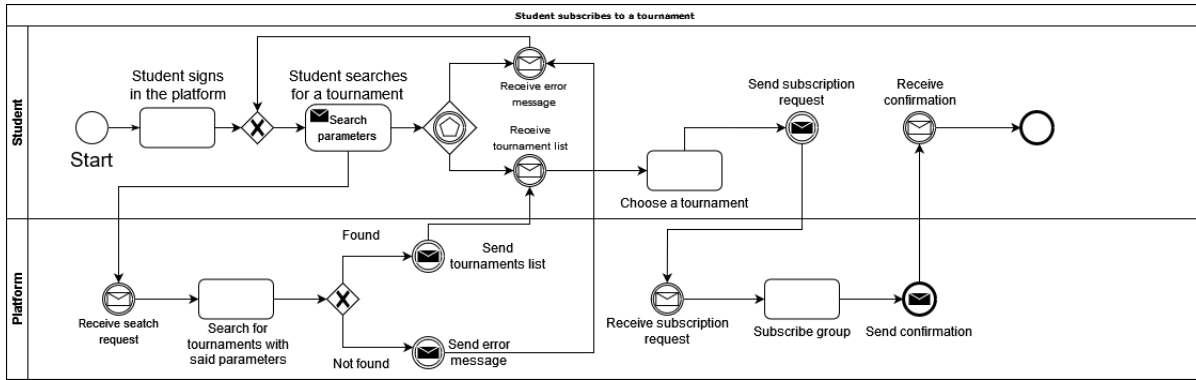 Student subscribes to a tournament
Student
Student signs
in the platform
Student searches
for a tournament
Search
parameters
Start
Receive error
message
Receive
tournament list
Send subscription
request
Receive
confirmation
Choose a tournament
Platform
Found
Send
tournaments list
Receive seatch
request
Search for
tournaments with
said parameters
Not found
Send error
message
Receive subscription
request
Subscribe group
Send confirmation